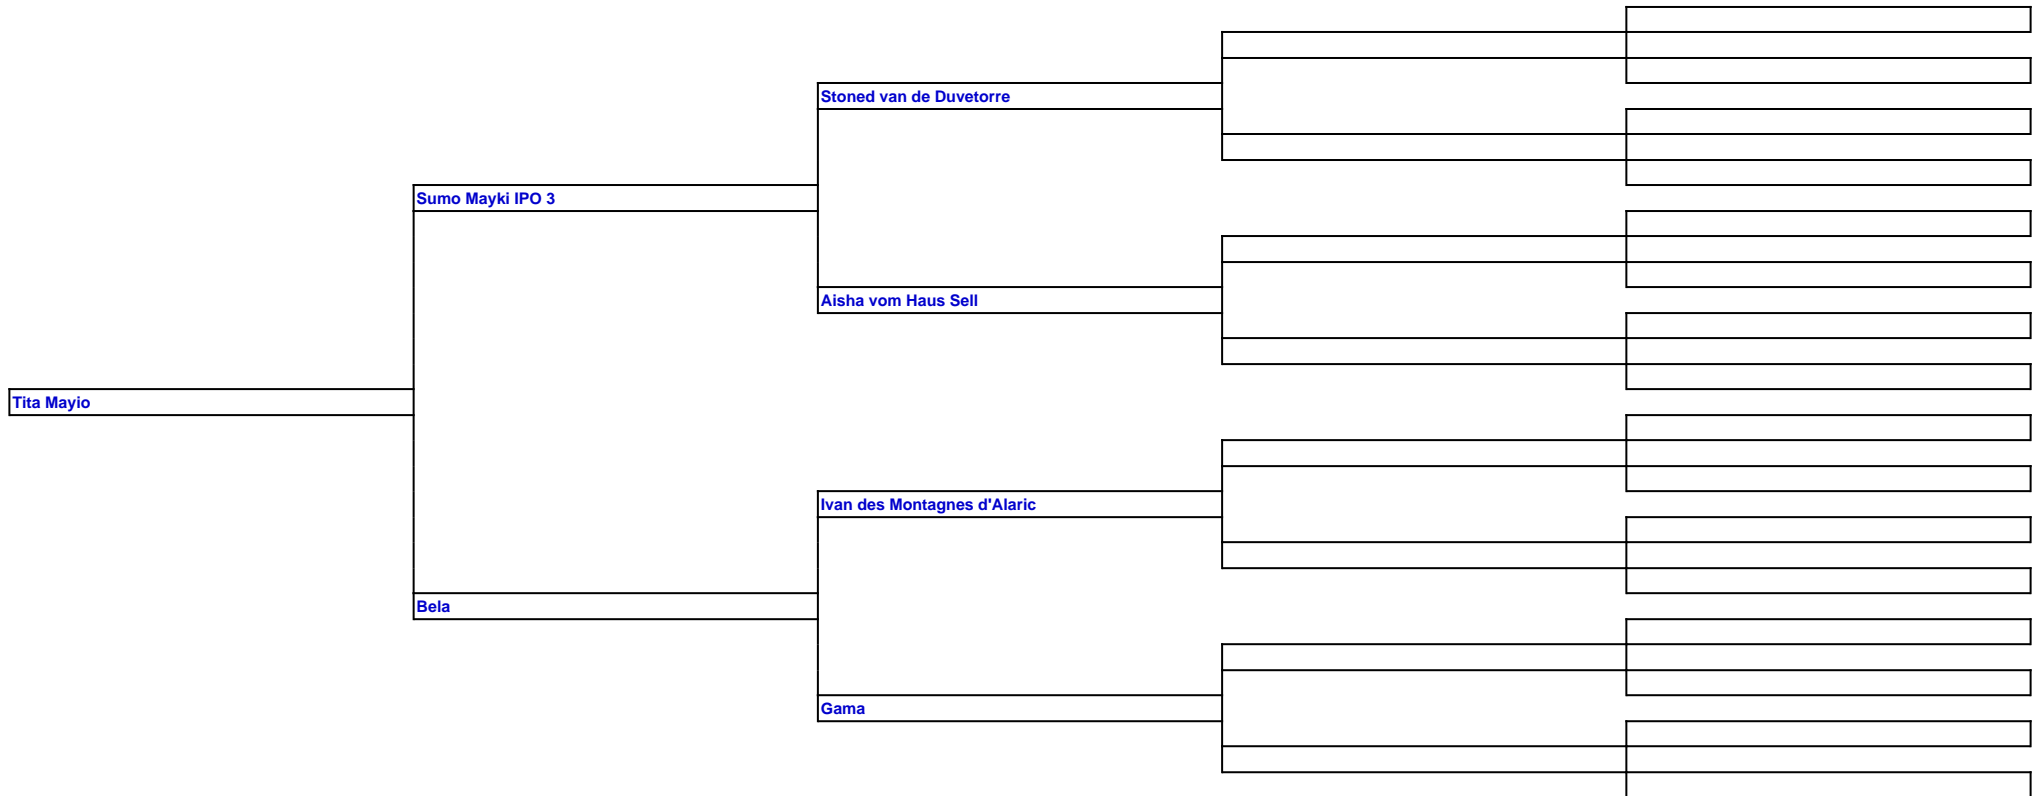 Stoned van de Duvetorre
Sumo Mayki IPO 3
Aisha vom Haus Sell
Tita Mayio
Ivan des Montagnes d'Alaric
Bela
Gama